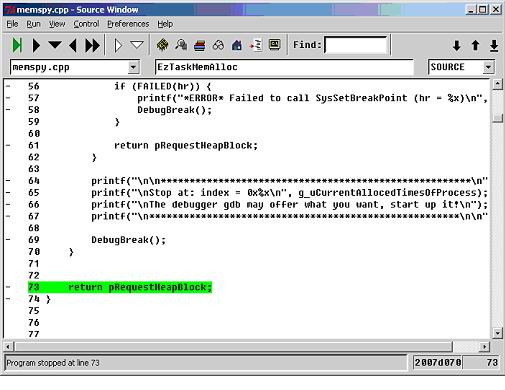 memspy.cpp - Source Window
File Run View Control Preferences Help
Find:
memspy.cpp EzTaskMemAlloc SOURCE
- 56 if (FAILED(hr)) {
- 57 printf("*ERROR* Failed to call SysSetBreakPoint (hr = %x)\n",
- 58 DebugBreak();
59 }
60
- 61 return pRequestHeapBlock;
62 }
63
- 64 printf("\n\n***************************************************\n");
- 65 printf("\nStop at: index = 0x%x\n", g_uCurrentAllocedTimesOfProcess);
- 66 printf("\nThe debugger gdb may offer what you want, start up it!\n");
- 67 printf("\n***************************************************\n\n"
68
- 69 DebugBreak();
70 }
71
72
- 73 return pRequestHeapBlock;
- 74 }
75
76
77
Program stopped at line 73 2007d070 73